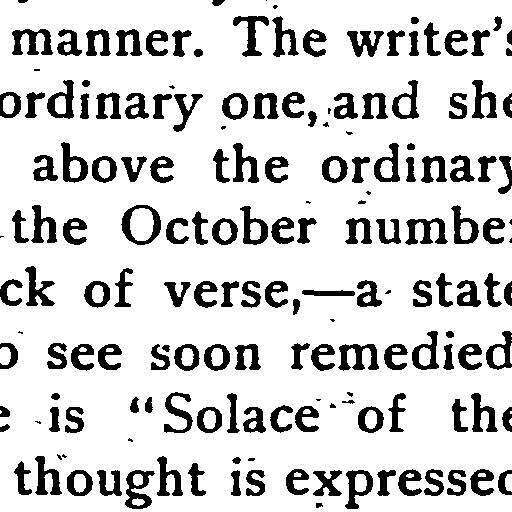 manner. The writer's
ordinary one, and she
above the ordinary
the October number
ck of verse,—a state
o see soon remedied
e is "Solace of the
thought is expressed